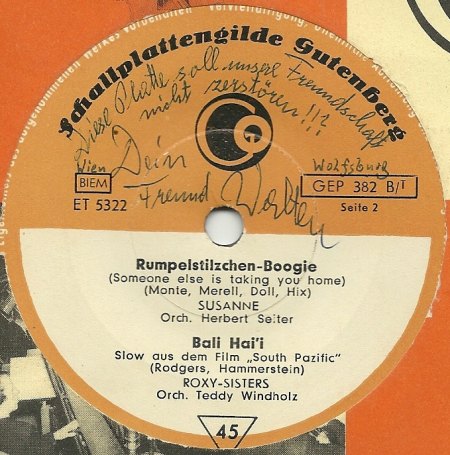 Schallplattengilde Gutenberg
Diese Platte soll unsere Freundschaft
nicht zerstören!!!
Wien Dein Wolfsburg
BIEM Freund GEP 382 B/T
ET 5322 Seite 2
Rumpelstilzchen-Boogie
(Someone else is taking you home)
(Monte, Merell, Doll, Hix)
SUSANNE
Orch. Herbert Seiter
Bali Hai'i
Slow aus dem Film „South Pazific"
(Rodgers, Hammerstein)
ROXY-SISTERS
Orch. Teddy Windholz
45